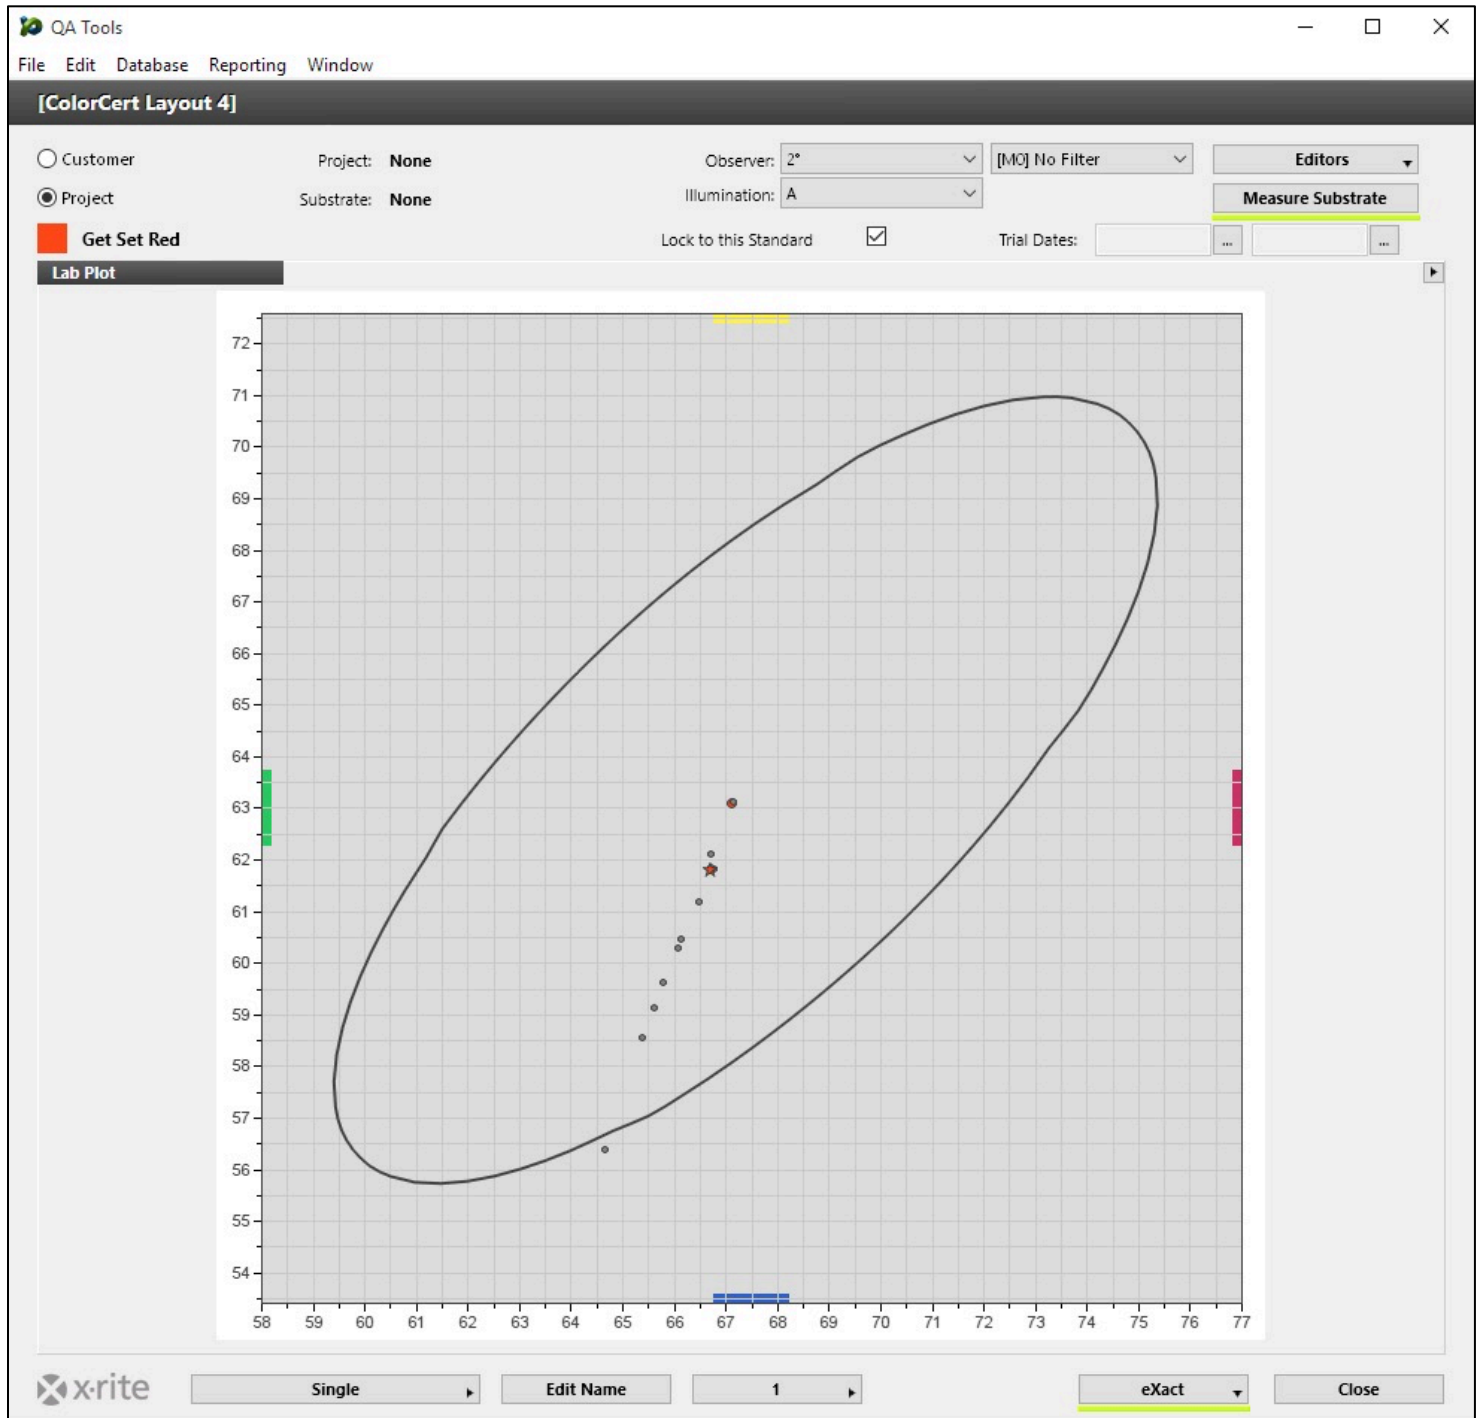 QA Tools
File Edit Database Reporting Window
[ColorCert Layout 4]
Customer Project: None Observer: 2° [M0] No Filter Editors
Project Substrate: None Illumination: A Measure Substrate
Get Set Red Lock to this Standard Trial Dates: ... ...
Lab Plot
72
71
70
69
68
67
66
65
64
63
62
61
60
59
58
57
56
55
54
58 59 60 61 62 63 64 65 66 67 68 69 70 71 72 73 74 75 76 77
x·rite Single Edit Name 1 eXact Close